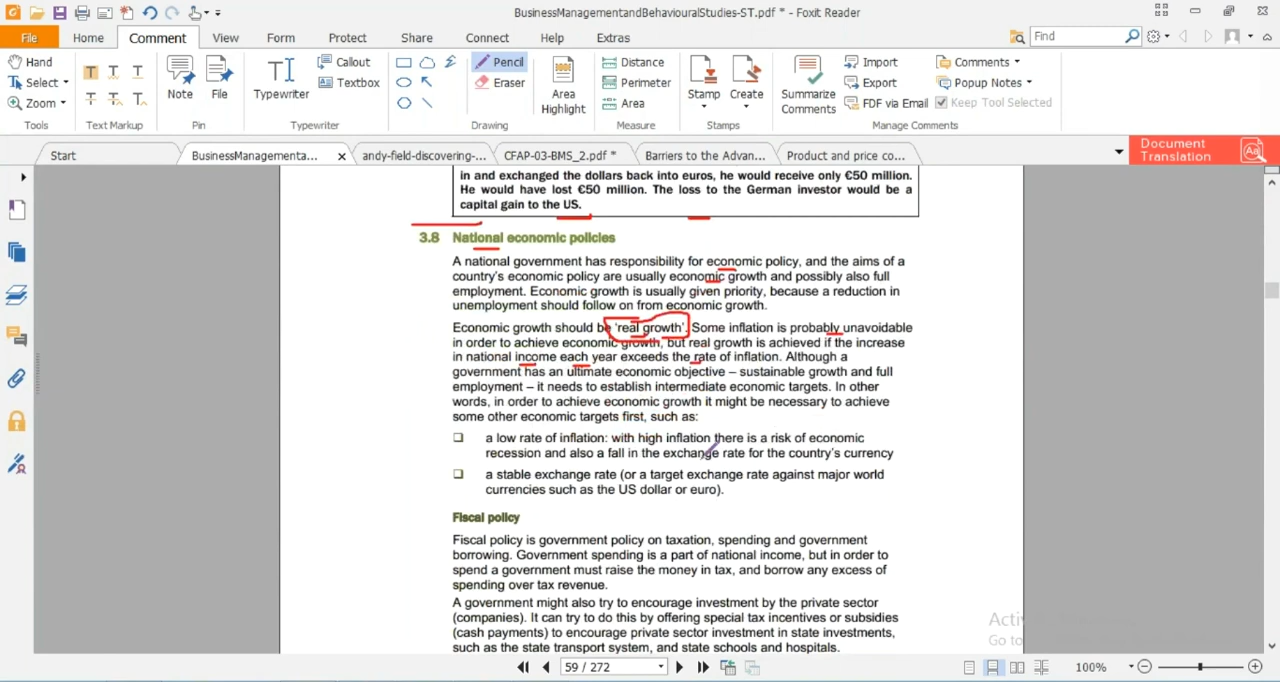 BusinessManagementandBehaviouralStudies-ST.pdf * - Foxit Reader
File Home Comment View Form Protect Share Connect Help Extras Find
Hand Callout Pencil Distance Import Comments
Select Textbox Eraser Perimeter Export Popup Notes
Zoom Note File Typewriter Area Highlight Area Stamp Create Summarize Comments FDF via Email Keep Tool Selected
Tools Text Markup Pin Typewriter Drawing Measure Stamps Manage Comments
Start BusinessManagementa... x andy-field-discovering-... CFAP-03-BMS_2.pdf * Barriers to the Advan... Product and price co... Document Translation
in and exchanged the dollars back into euros, he would receive only €50 million.
He would have lost €50 million. The loss to the German investor would be a
capital gain to the US.
3.8 National economic policies
A national government has responsibility for economic policy, and the aims of a
country's economic policy are usually economic growth and possibly also full
employment. Economic growth is usually given priority, because a reduction in
unemployment should follow on from economic growth.
Economic growth should be 'real growth'. Some inflation is probably unavoidable
in order to achieve economic growth, but real growth is achieved if the increase
in national income each year exceeds the rate of inflation. Although a
government has an ultimate economic objective – sustainable growth and full
employment – it needs to establish intermediate economic targets. In other
words, in order to achieve economic growth it might be necessary to achieve
some other economic targets first, such as:
a low rate of inflation: with high inflation there is a risk of economic
recession and also a fall in the exchange rate for the country's currency
a stable exchange rate (or a target exchange rate against major world
currencies such as the US dollar or euro).
Fiscal policy
Fiscal policy is government policy on taxation, spending and government
borrowing. Government spending is a part of national income, but in order to
spend a government must raise the money in tax, and borrow any excess of
spending over tax revenue.
A government might also try to encourage investment by the private sector
(companies). It can try to do this by offering special tax incentives or subsidies
(cash payments) to encourage private sector investment in state investments,
such as the state transport system, and state schools and hospitals.
Go to
59 / 272 100%